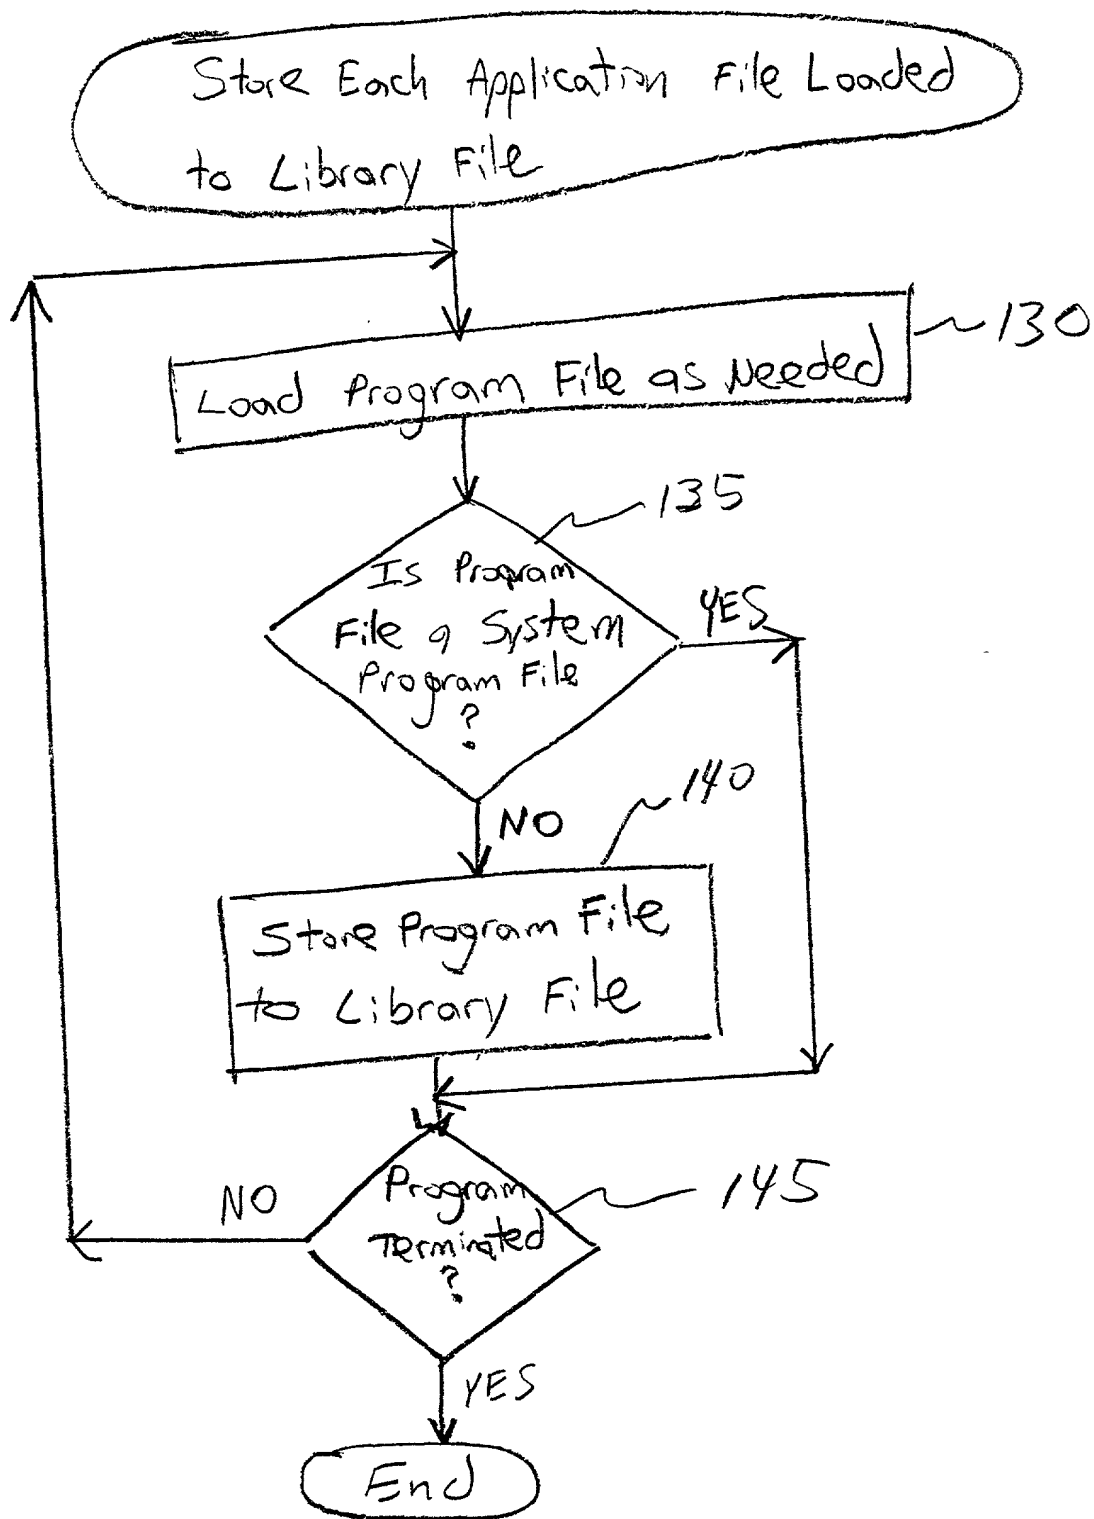 Store Each Application File Loaded
to Library File
Load Program File as Needed
130
135
Is Program
File a System
Program File
?
YES
NO
140
Store Program File
to Library File
NO
Program
Terminated
?
145
YES
End